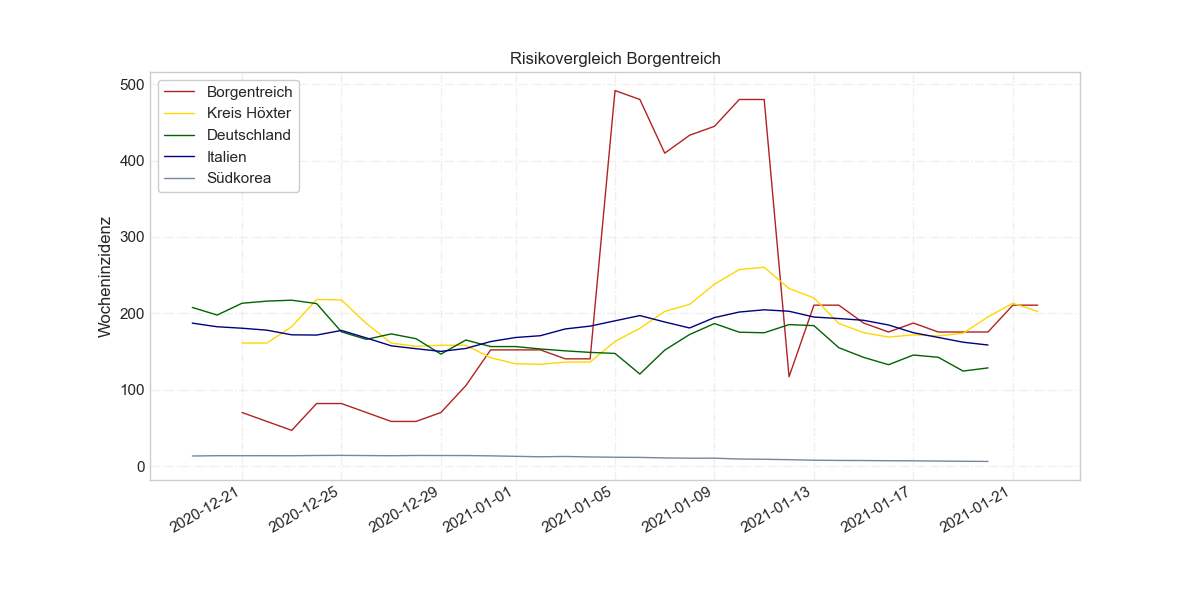 Risikovergleich Borgentreich
Wocheninzidenz
500
400
300
200
100
0
Borgentreich
Kreis Höxter
Deutschland
Italien
Südkorea
2020-12-21
2020-12-25
2020-12-29
2021-01-01
2021-01-05
2021-01-09
2021-01-13
2021-01-17
2021-01-21